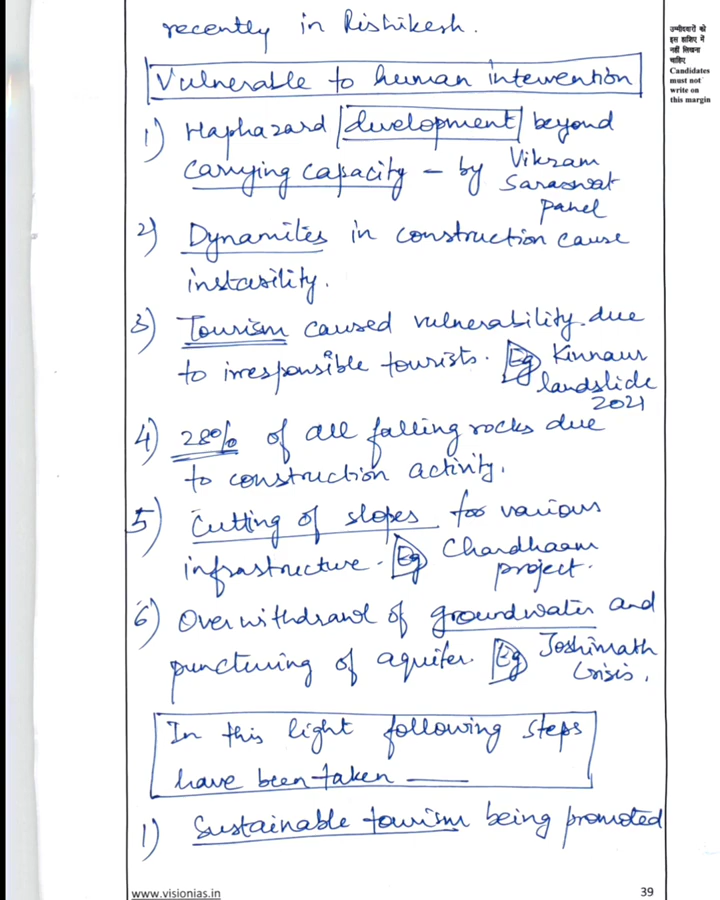 recently in Rishikesh.
Vulnerable to human intervention
1) Haphazard development beyond
carrying capacity – by Vikram
Saraswat
panel
2) Dynamites in construction cause
instability.
3) Tourism caused vulnerability due
to irresponsible tourists. Eg Kinnaur
landslide
2021
4) 28% of all falling rocks due
to construction activity.
5) Cutting of slopes for various
infrastructure. Eg Chardhaam
project.
6) Overwithdrawl of groundwater and
puncturing of aquifer. Eg Joshimath
Crisis.
In this light following steps
have been taken —
1) Sustainable tourism being promoted
उम्मीदवारों को
इस हाशिए में
नहीं लिखना
चाहिए
Candidates
must not
write on
this margin
www.visionias.in
39